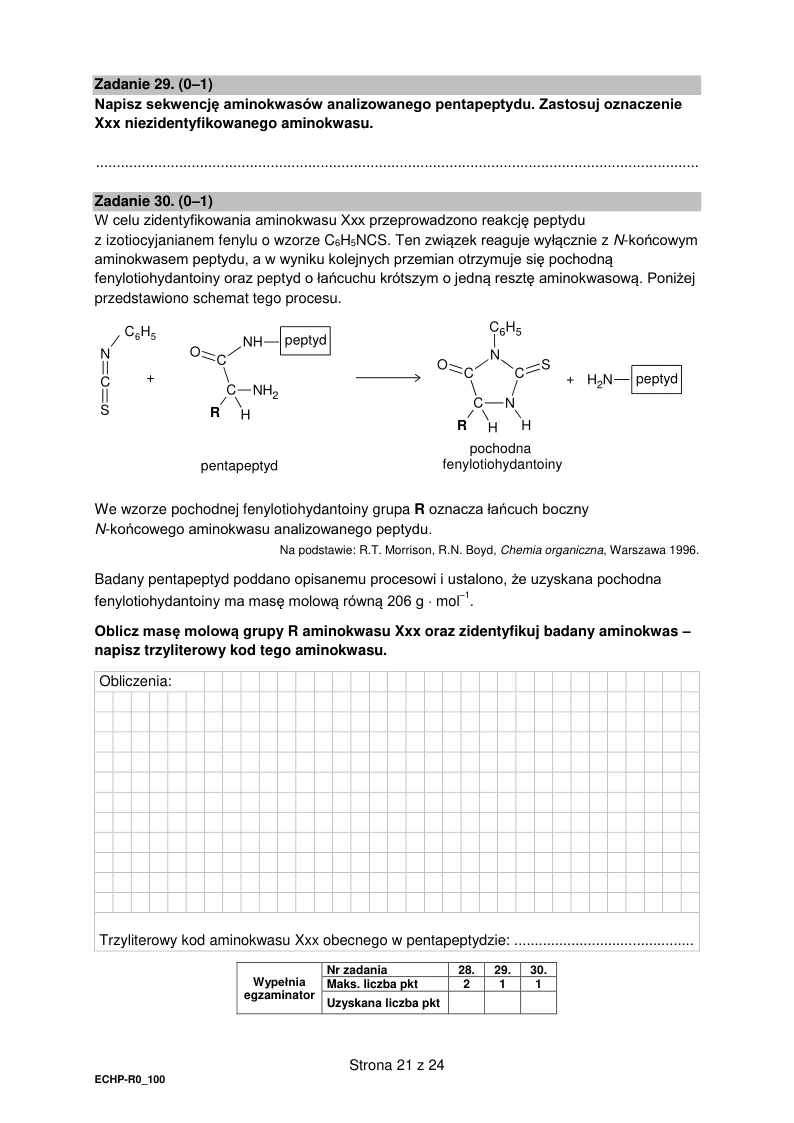 Zadanie 29. (0–1)
Napisz sekwencję aminokwasów analizowanego pentapeptydu. Zastosuj oznaczenie
Xxx niezidentyfikowanego aminokwasu.
....................................................................................................................................................
Zadanie 30. (0–1)
W celu zidentyfikowania aminokwasu Xxx przeprowadzono reakcję peptydu
z izotiocyjanianem fenylu o wzorze C₆H₅NCS. Ten związek reaguje wyłącznie z N-końcowym
aminokwasem peptydu, a w wyniku kolejnych przemian otrzymuje się pochodną
fenylotiohydantoiny oraz peptyd o łańcuchu krótszym o jedną resztę aminokwasową. Poniżej
przedstawiono schemat tego procesu.
C₆H₅
N
C
S
+
O
C
NH
peptyd
C
NH₂
R
H
pentapeptyd
C₆H₅
N
O
C
C
S
C
N
R
H
H
pochodna
fenylotiohydantoiny
+
H₂N
peptyd
We wzorze pochodnej fenylotiohydantoiny grupa R oznacza łańcuch boczny
N-końcowego aminokwasu analizowanego peptydu.
Na podstawie: R.T. Morrison, R.N. Boyd, Chemia organiczna, Warszawa 1996.
Badany pentapeptyd poddano opisanemu procesowi i ustalono, że uzyskana pochodna
fenylotiohydantoiny ma masę molową równą 206 g · mol⁻¹.
Oblicz masę molową grupy R aminokwasu Xxx oraz zidentyfikuj badany aminokwas –
napisz trzyliterowy kod tego aminokwasu.
Obliczenia:
Trzyliterowy kod aminokwasu Xxx obecnego w pentapeptydzie: ............................................
Wypełnia egzaminator
Nr zadania 28. 29. 30.
Maks. liczba pkt 2 1 1
Uzyskana liczba pkt
Strona 21 z 24
ECHP-R0_100